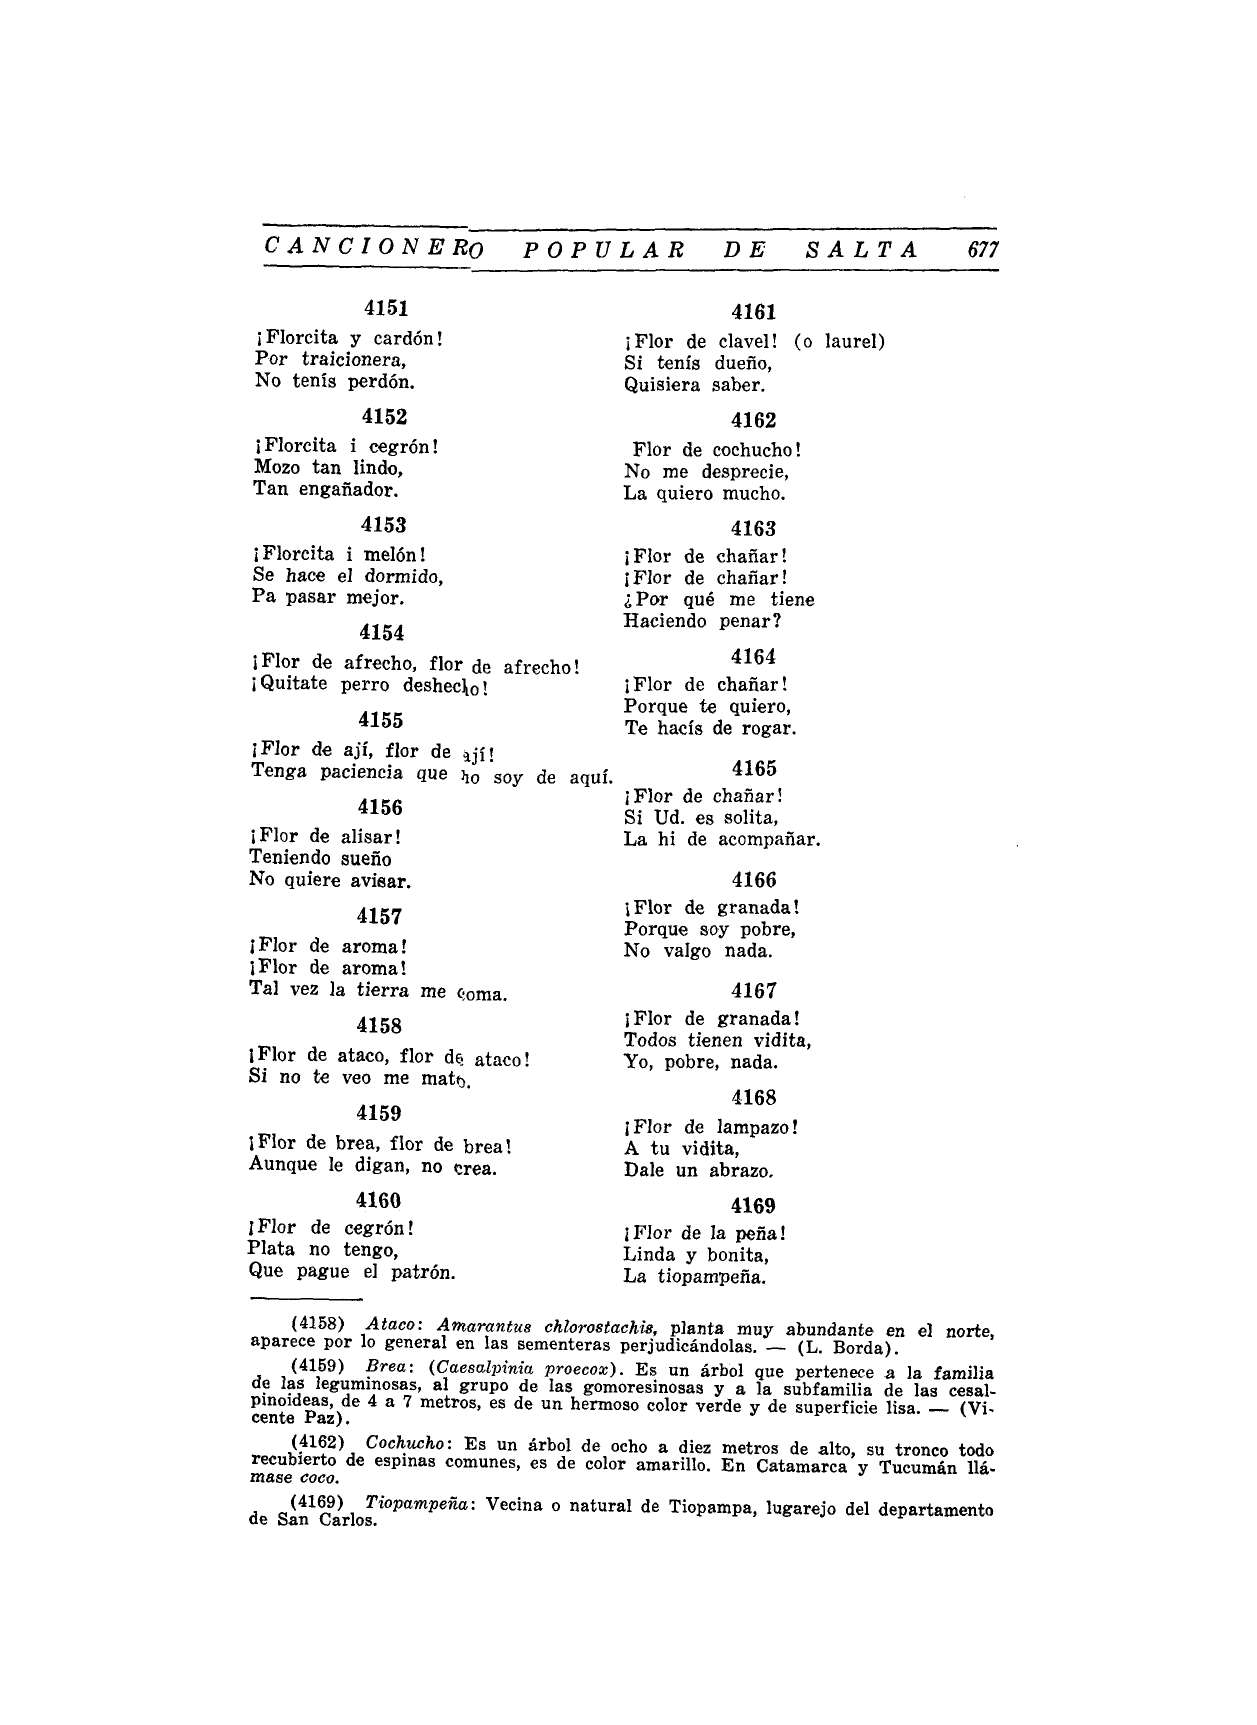 CANCIONERO POPULAR DE SALTA 677
4151
¡Florcita y cardón!
Por traicionera,
No tenís perdón.
4152
¡Florcita i cegrón!
Mozo tan lindo,
Tan engañador.
4153
¡Florcita i melón!
Se hace el dormido,
Pa pasar mejor.
4154
¡Flor de afrecho, flor de afrecho!
¡Quitate perro deshecho!
4155
¡Flor de ají, flor de ají!
Tenga paciencia que no soy de aquí.
4156
¡Flor de alisar!
Teniendo sueño
No quiere avisar.
4157
¡Flor de aroma!
¡Flor de aroma!
Tal vez la tierra me coma.
4158
¡Flor de ataco, flor de ataco!
Si no te veo me mato.
4159
¡Flor de brea, flor de brea!
Aunque le digan, no crea.
4160
¡Flor de cegrón!
Plata no tengo,
Que pague el patrón.
4161
¡Flor de clavel! (o laurel)
Si tenís dueño,
Quisiera saber.
4162
Flor de cochucho!
No me desprecie,
La quiero mucho.
4163
¡Flor de chañar!
¡Flor de chañar!
¿Por qué me tiene
Haciendo penar?
4164
¡Flor de chañar!
Porque te quiero,
Te hacís de rogar.
4165
¡Flor de chañar!
Si Ud. es solita,
La hi de acompañar.
4166
¡Flor de granada!
Porque soy pobre,
No valgo nada.
4167
¡Flor de granada!
Todos tienen vidita,
Yo, pobre, nada.
4168
¡Flor de lampazo!
A tu vidita,
Dale un abrazo.
4169
¡Flor de la peña!
Linda y bonita,
La tiopampeña.
(4158) Ataco: Amarantus chlorostachis, planta muy abundante en el norte,
aparece por lo general en las sementeras perjudicándolas. — (L. Borda).
(4159) Brea: (Caesalpinia proecox). Es un árbol que pertenece a la familia
de las leguminosas, al grupo de las gomoresinosas y a la subfamilia de las cesal-
pinoideas, de 4 a 7 metros, es de un hermoso color verde y de superficie lisa. — (Vi-
cente Paz).
(4162) Cochucho: Es un árbol de ocho a diez metros de alto, su tronco todo
recubierto de espinas comunes, es de color amarillo. En Catamarca y Tucumán llá-
mase coco.
(4169) Tiopampeña: Vecina o natural de Tiopampa, lugarejo del departamento
de San Carlos.